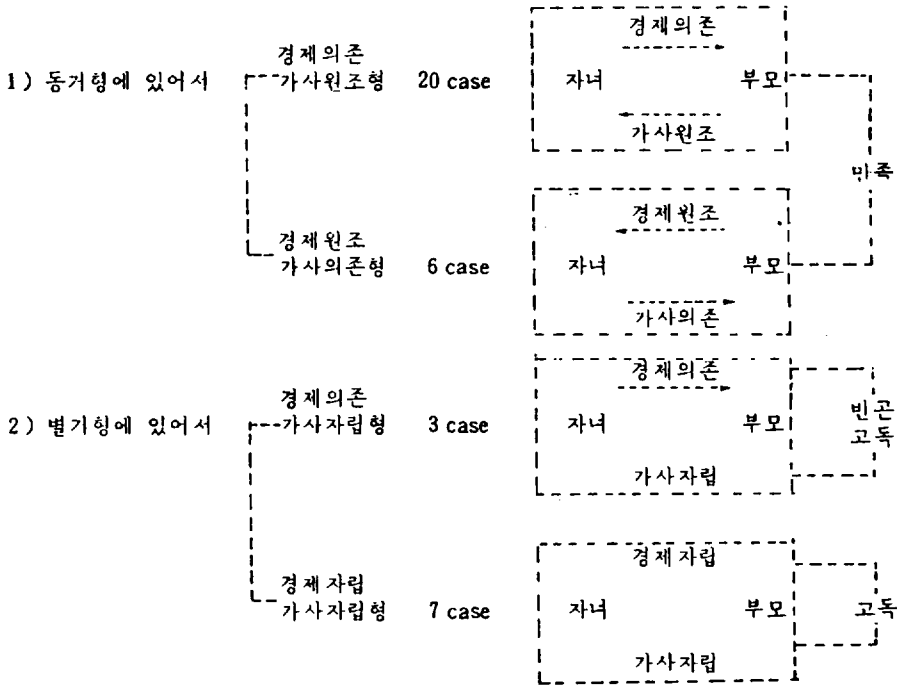 경제의존
경제의존
1) 동거형에 있어서 가사원조형 20 case 자녀 부모
가사원조
만족
경제원조
경제원조
가사의존형 6 case 자녀 부모
가사의존
경제의존
경제의존
2) 별거형에 있어서 가사자립형 3 case 자녀 부모
빈곤
고독
가사자립
경제자립
경제자립
가사자립형 7 case 자녀 부모 고독
가사자립